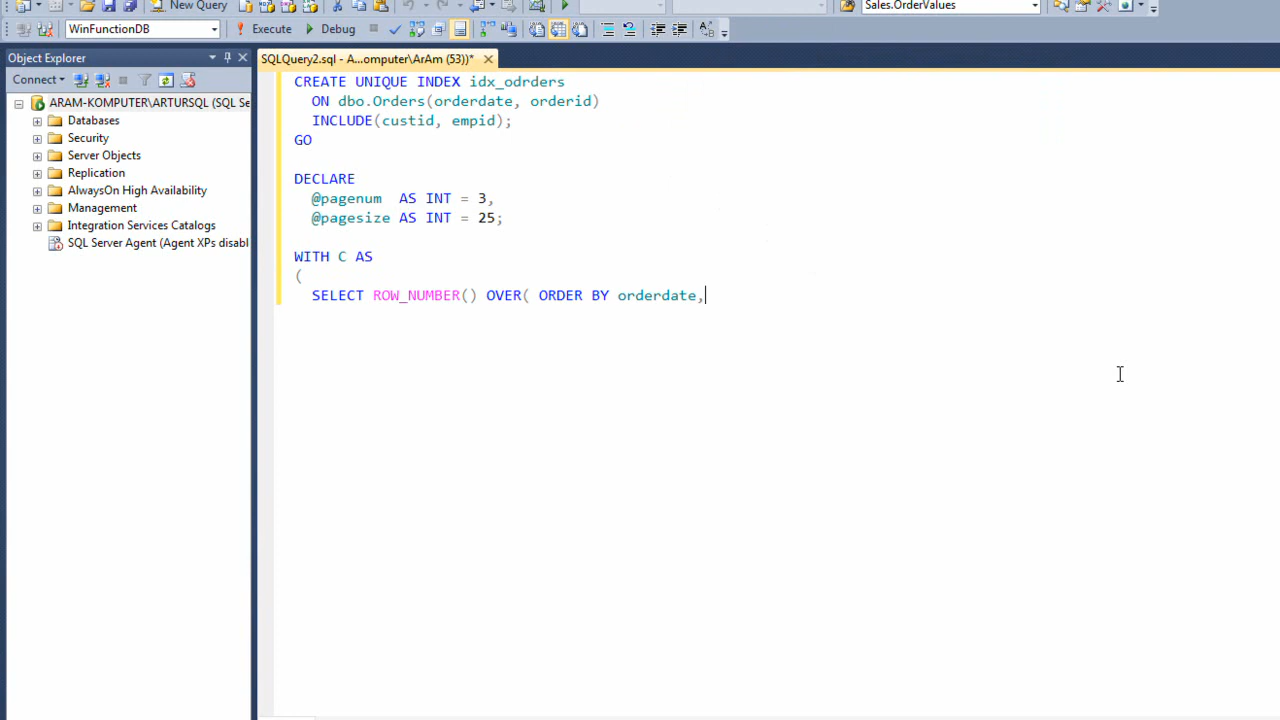 New Query
Sales.OrderValues
WinFunctionDB
Execute
Debug
Object Explorer
SQLQuery2.sql - A...omputer\ArAm (53))*
Connect
ARAM-KOMPUTER\ARTURSQL (SQL Se
Databases
Security
Server Objects
Replication
AlwaysOn High Availability
Management
Integration Services Catalogs
SQL Server Agent (Agent XPs disabl
CREATE UNIQUE INDEX idx_odrders
ON dbo.Orders(orderdate, orderid)
INCLUDE(custid, empid);
GO
DECLARE
@pagenum AS INT = 3,
@pagesize AS INT = 25;
WITH C AS
(
SELECT ROW_NUMBER() OVER( ORDER BY orderdate,